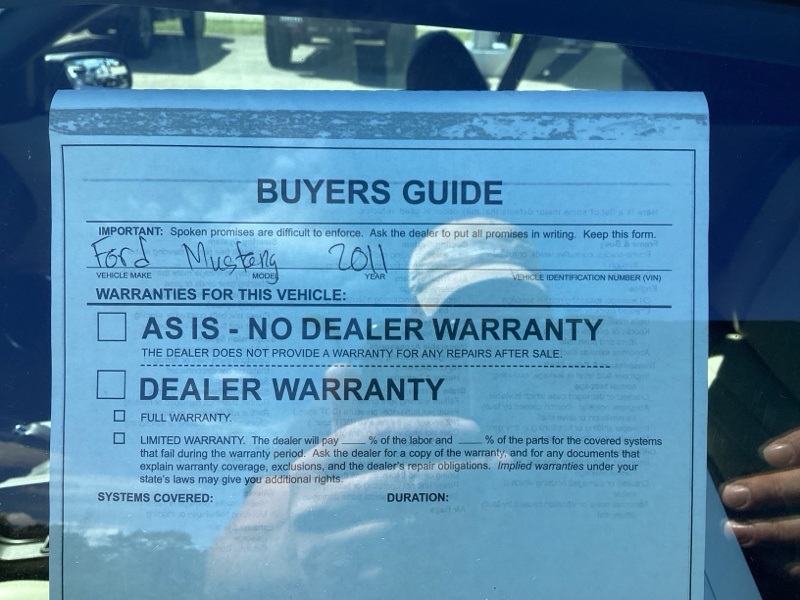 BUYERS GUIDE
IMPORTANT: Spoken promises are difficult to enforce. Ask the dealer to put all promises in writing. Keep this form.
Ford Mustang 2011
VEHICLE MAKE MODEL YEAR VEHICLE IDENTIFICATION NUMBER (VIN)
WARRANTIES FOR THIS VEHICLE:
AS IS - NO DEALER WARRANTY
THE DEALER DOES NOT PROVIDE A WARRANTY FOR ANY REPAIRS AFTER SALE.
DEALER WARRANTY
FULL WARRANTY.
LIMITED WARRANTY. The dealer will pay ____ % of the labor and ____ % of the parts for the covered systems
that fail during the warranty period. Ask the dealer for a copy of the warranty, and for any documents that
explain warranty coverage, exclusions, and the dealer's repair obligations. Implied warranties under your
state's laws may give you additional rights.
SYSTEMS COVERED: DURATION: